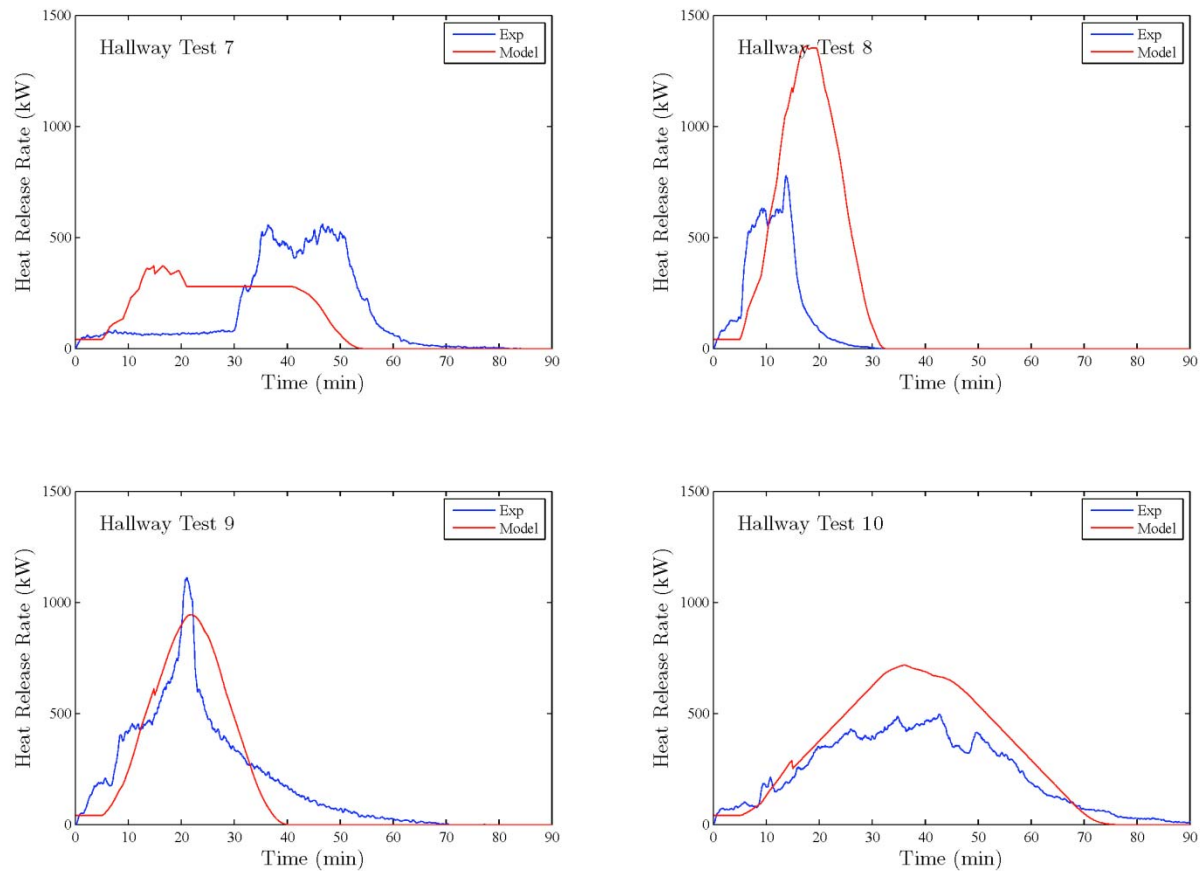 1500
Hallway Test 7
Exp
Model
Heat Release Rate (kW)
1000
500
0
0 10 20 30 40 50 60 70 80 90
Time (min)
1500
Hallway Test 8
Exp
Model
Heat Release Rate (kW)
1000
500
0
0 10 20 30 40 50 60 70 80 90
Time (min)
1500
Hallway Test 9
Exp
Model
Heat Release Rate (kW)
1000
500
0
0 10 20 30 40 50 60 70 80 90
Time (min)
1500
Hallway Test 10
Exp
Model
Heat Release Rate (kW)
1000
500
0
0 10 20 30 40 50 60 70 80 90
Time (min)